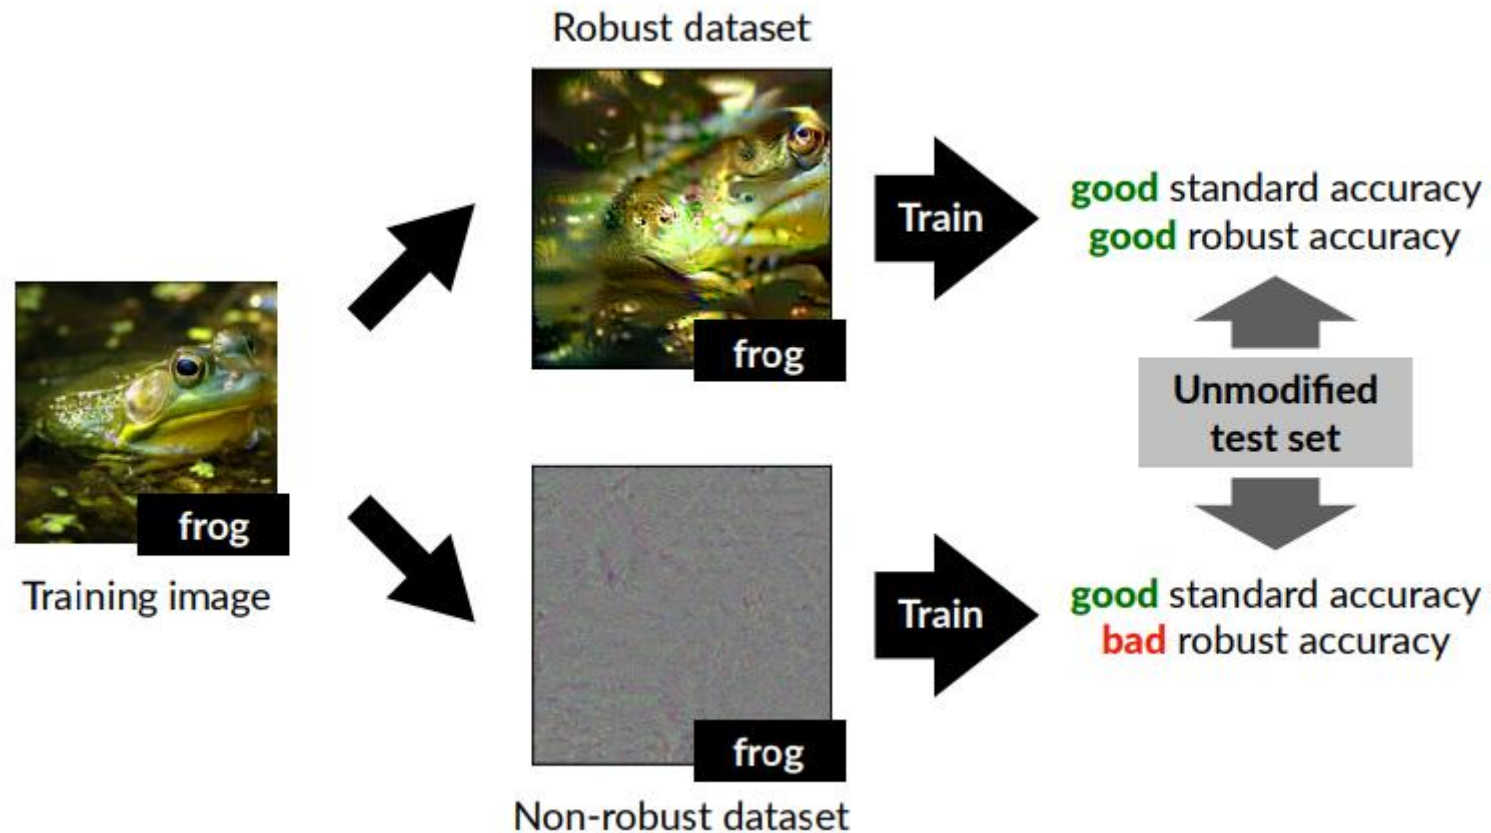 Robust dataset
frog
Train
good standard accuracy
good robust accuracy
frog
Training image
Unmodified
test set
frog
Train
good standard accuracy
bad robust accuracy
Non-robust dataset